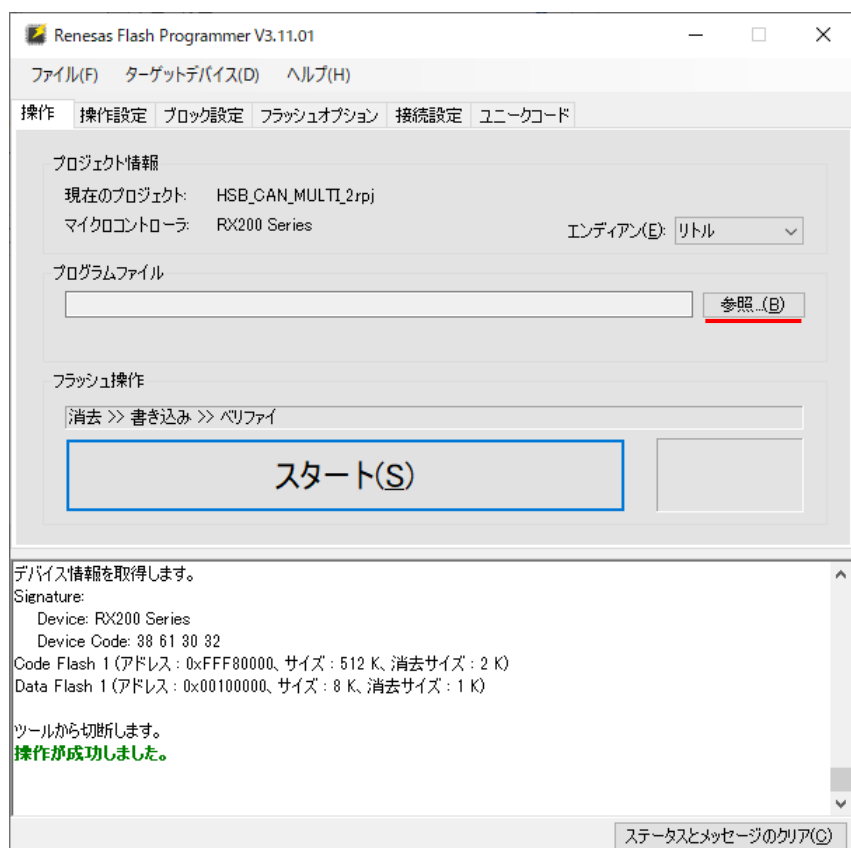 Renesas Flash Programmer V3.11.01
ファイル(F) ターゲットデバイス(D) ヘルプ(H)
操作 操作設定 ブロック設定 フラッシュオプション 接続設定 ユニークコード
プロジェクト情報
現在のプロジェクト: HSB_CAN_MULTI_2.rpj
マイクロコントローラ: RX200 Series
エンディアン(E): リトル
プログラムファイル
参照...(B)
フラッシュ操作
消去 >> 書き込み >> ベリファイ
スタート(S)
デバイス情報を取得します。
Signature:
Device: RX200 Series
Device Code: 38 61 30 32
Code Flash 1 (アドレス : 0xFFF80000、サイズ : 512 K、消去サイズ : 2 K)
Data Flash 1 (アドレス : 0x00100000、サイズ : 8 K、消去サイズ : 1 K)
ツールから切断します。
操作が成功しました。
ステータスとメッセージのクリア(C)